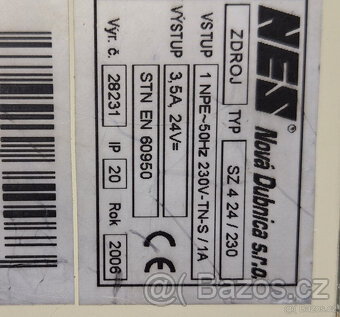 NES ®
Nová Dubnica s.r.o.
ZDROJ TYP SZ 4 24 / 230
VSTUP 1 NPE~50Hz 230V-TN-S / 1A
VÝSTUP 3,5A, 24V=
STN EN 60950 CE
Výr. č. 28231 IP 20 Rok 2006
Bazoš.cz